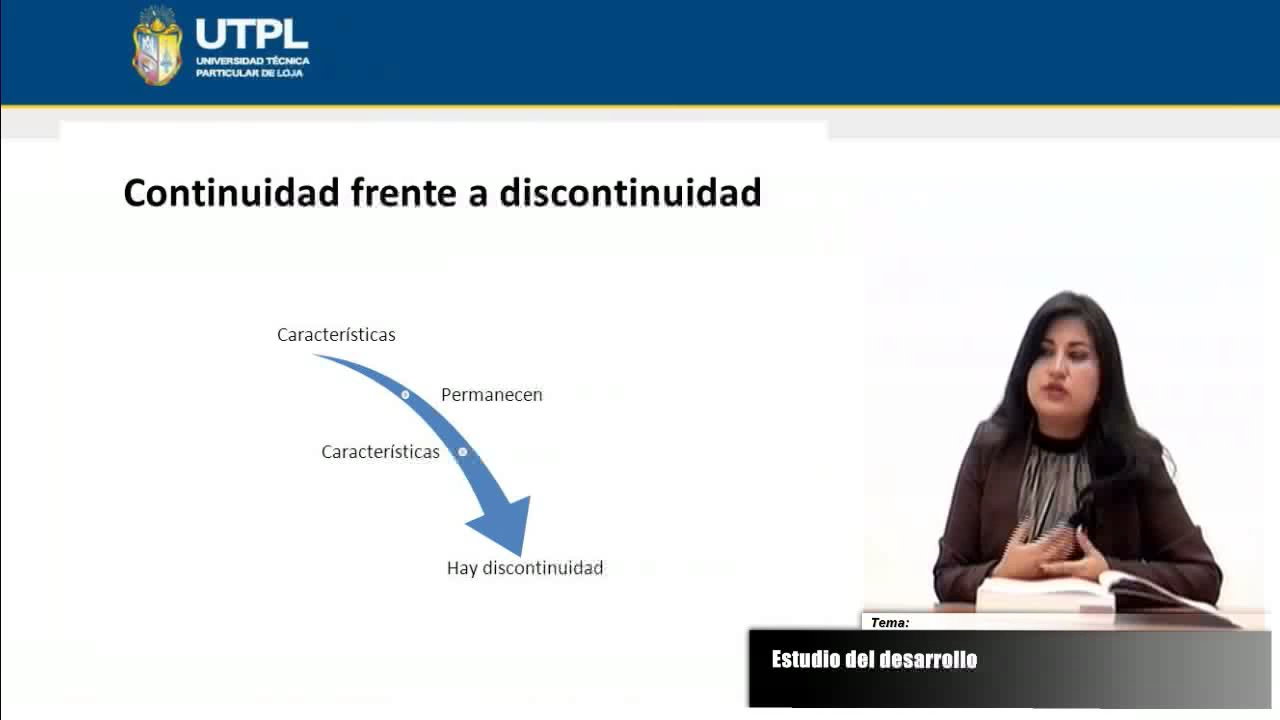 UTPL
UNIVERSIDAD TÉCNICA
PARTICULAR DE LOJA
Continuidad frente a discontinuidad
Características
Permanecen
Características
Hay discontinuidad
Tema:
Estudio del desarrollo